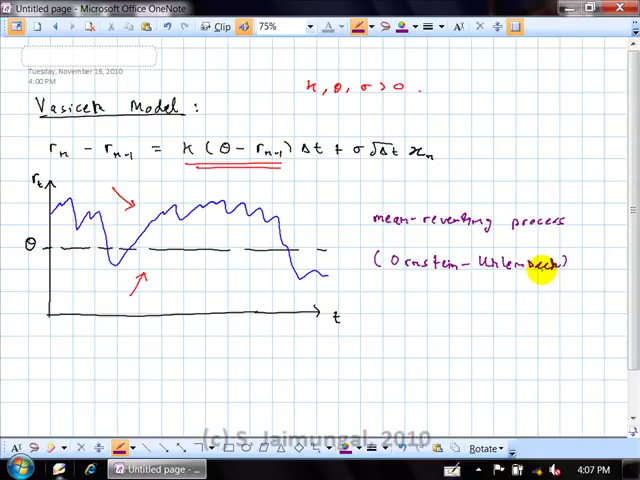 Untitled page - Microsoft Office OneNote
Clip
75%
Tuesday, November 16, 2010
4:00 PM
κ, θ, σ > 0 .
Vasicek Model :
r_n - r_{n-1} = κ ( θ - r_{n-1} ) Δt + σ √Δt x_n
r_t
θ
t
mean-reverting process
( Ornstein - Uhlenbeck )
(c) S. Jaimungal, 2010
Rotate
Untitled page - Micro...
4:07 PM